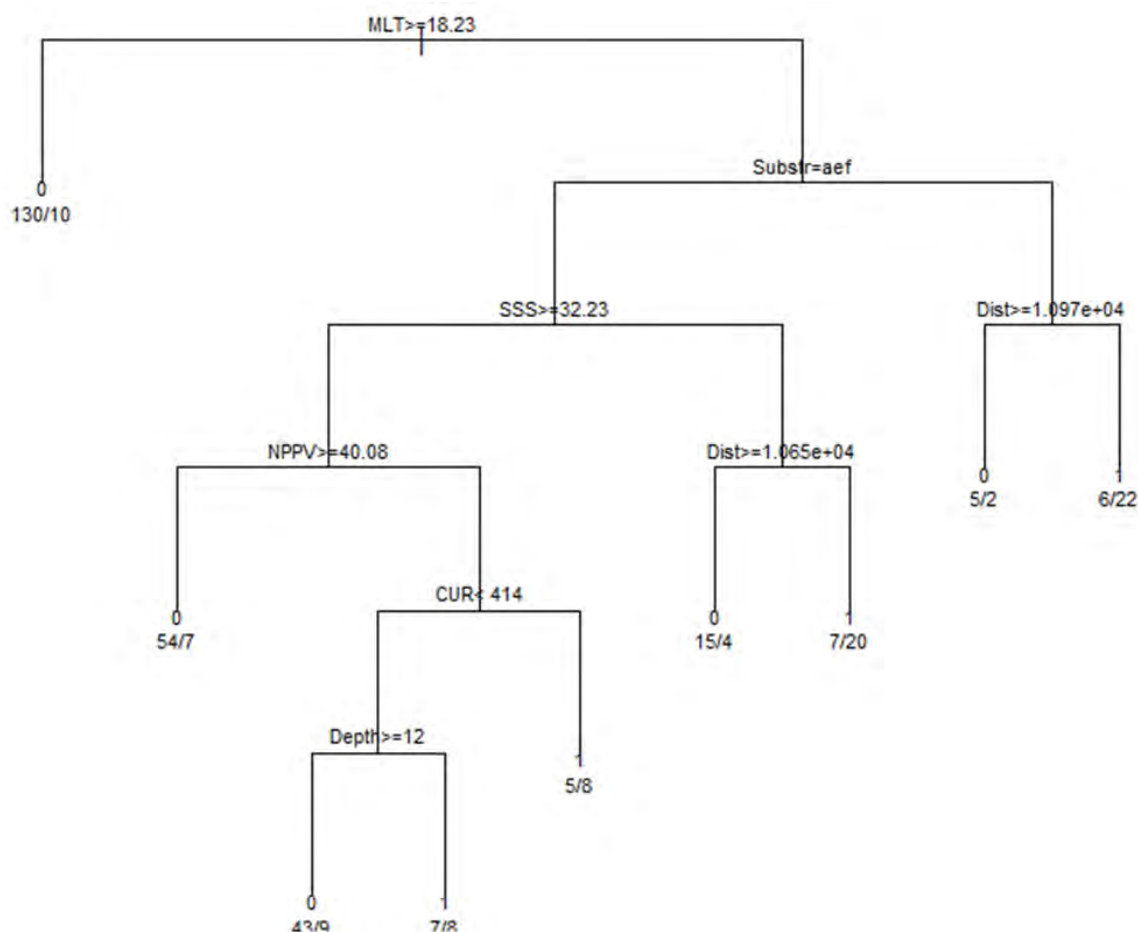 MLT>=18.23
Substr=aef
0
130/10
SSS>=32.23
Dist>=1.097e+04
NPPV>=40.08
Dist>=1.065e+04
0
1
5/2
6/22
CUR< 414
0
0
1
54/7
15/4
7/20
Depth>=12
1
5/8
0
1
43/9
7/8